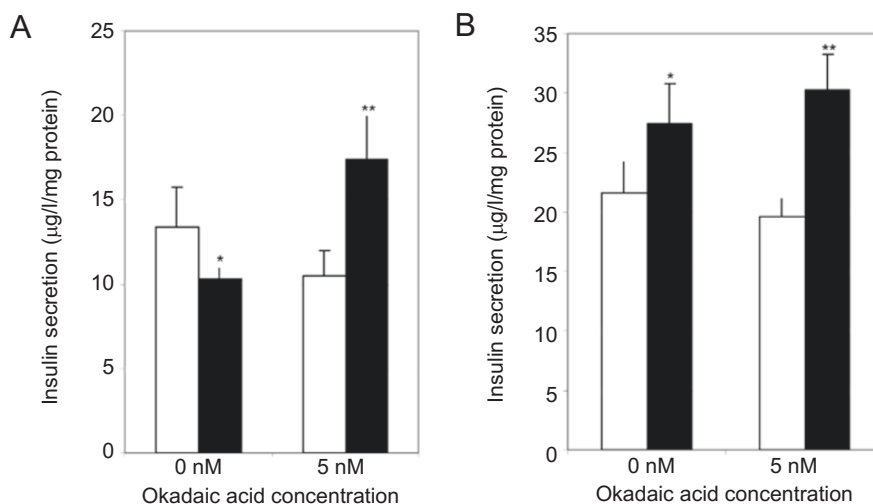 A
Insulin secretion (μg/l/mg protein)
25
20
15
10
5
0
*
**
0 nM
5 nM
Okadaic acid concentration
B
Insulin secretion (μg/l/mg protein)
35
30
25
20
15
10
5
0
*
**
0 nM
5 nM
Okadaic acid concentration